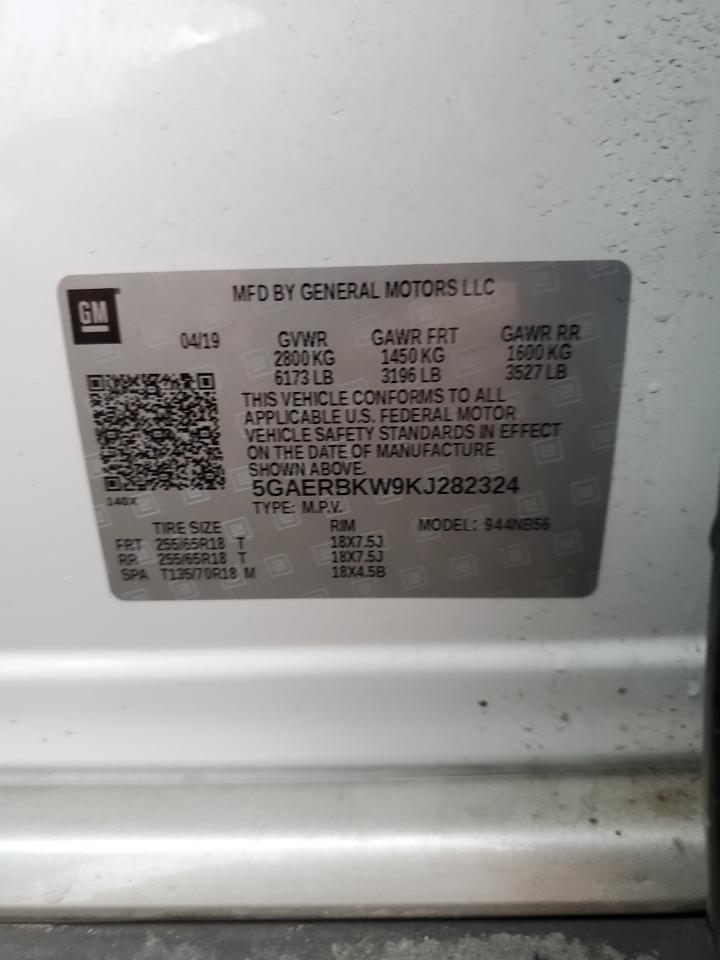 GM
MFD BY GENERAL MOTORS LLC
04/19 GVWR GAWR FRT GAWR RR
2800 KG 1450 KG 1600 KG
6173 LB 3196 LB 3527 LB
THIS VEHICLE CONFORMS TO ALL
APPLICABLE U.S. FEDERAL MOTOR
VEHICLE SAFETY STANDARDS IN EFFECT
ON THE DATE OF MANUFACTURE
SHOWN ABOVE.
5GAERBKW9KJ282324
140X
TYPE: M.P.V.
TIRE SIZE RIM MODEL: 944NB56
FRT 255/65R18 T 18X7.5J
RR 255/65R18 T 18X7.5J
SPA T135/70R18 M 18X4.5B